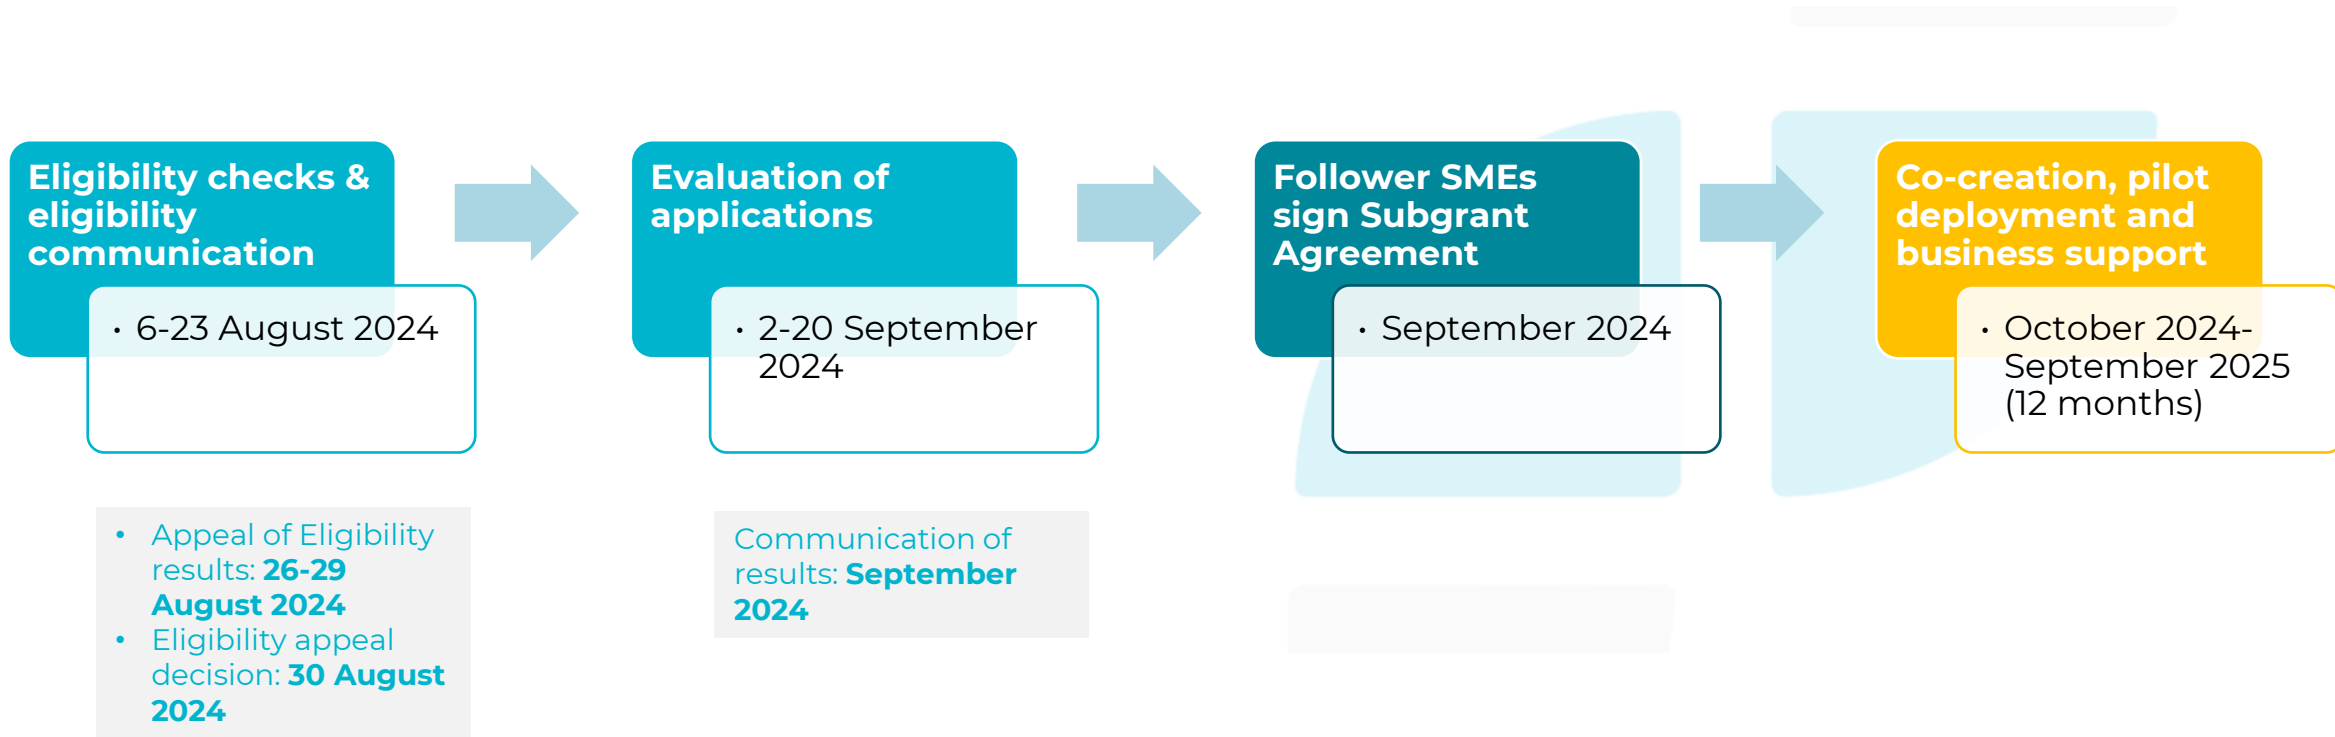 Eligibility checks &
eligibility
communication
• 6-23 August 2024
• Appeal of Eligibility
results: 26-29
August 2024
• Eligibility appeal
decision: 30 August
2024
Evaluation of
applications
• 2-20 September
2024
Communication of
results: September
2024
Follower SMEs
sign Subgrant
Agreement
• September 2024
Co-creation, pilot
deployment and
business support
• October 2024-
September 2025
(12 months)